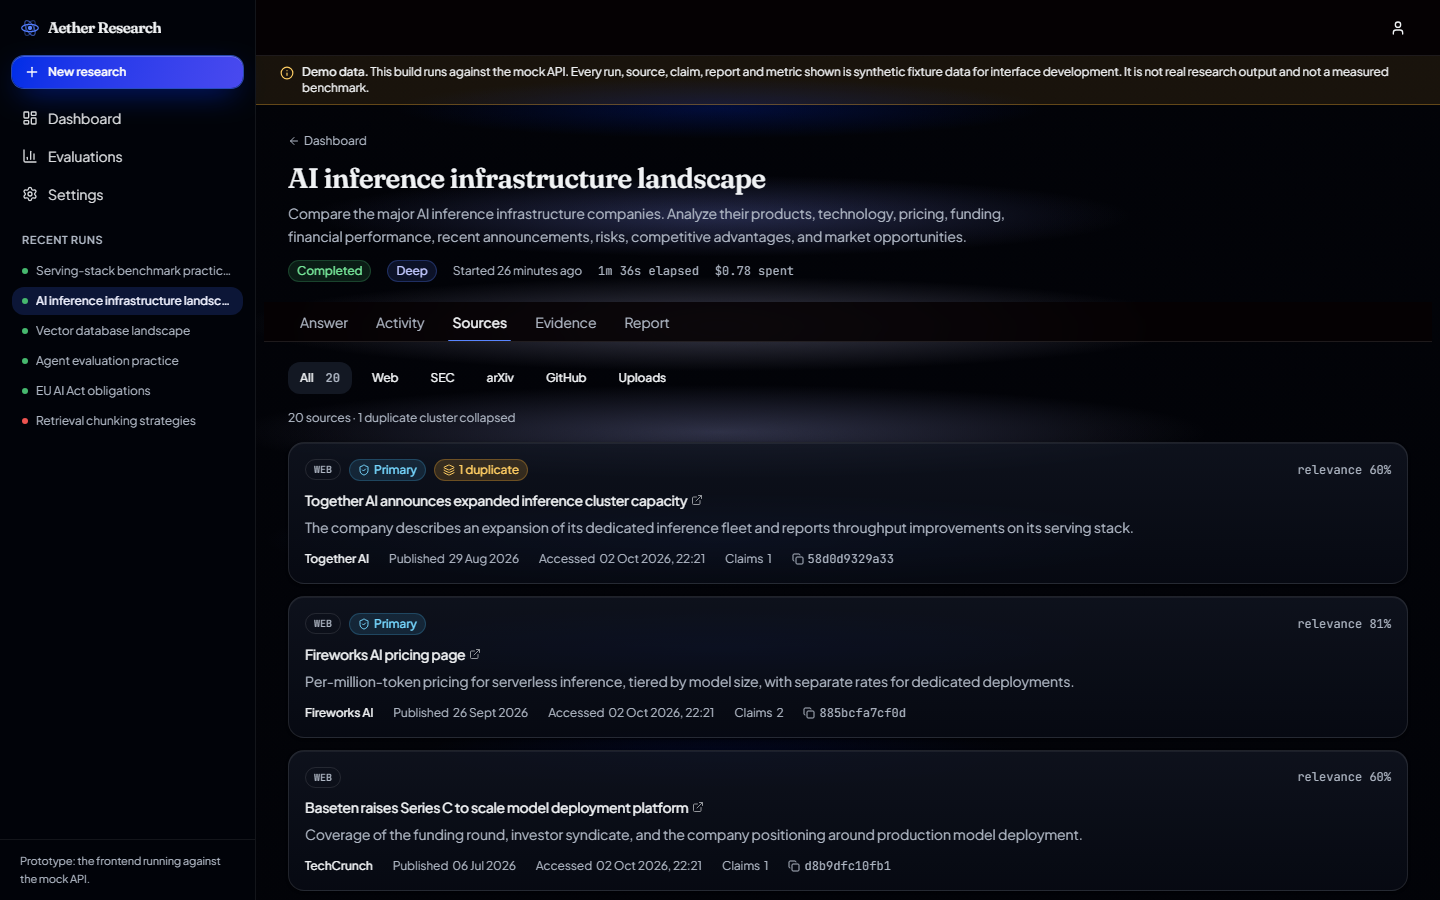 Aether Research
New research
Dashboard
Evaluations
Settings
RECENT RUNS
Serving-stack benchmark practic...
AI inference infrastructure landsc...
Vector database landscape
Agent evaluation practice
EU AI Act obligations
Retrieval chunking strategies
Prototype: the frontend running against
the mock API.
Demo data. This build runs against the mock API. Every run, source, claim, report and metric shown is synthetic fixture data for interface development. It is not real research output and not a measured
benchmark.
Dashboard
AI inference infrastructure landscape
Compare the major AI inference infrastructure companies. Analyze their products, technology, pricing, funding,
financial performance, recent announcements, risks, competitive advantages, and market opportunities.
Completed Deep Started 26 minutes ago 1m 36s elapsed $0.78 spent
Answer Activity Sources Evidence Report
All 20 Web SEC arXiv GitHub Uploads
20 sources · 1 duplicate cluster collapsed
WEB Primary 1 duplicate relevance 60%
Together AI announces expanded inference cluster capacity
The company describes an expansion of its dedicated inference fleet and reports throughput improvements on its serving stack.
Together AI Published 29 Aug 2026 Accessed 02 Oct 2026, 22:21 Claims 1 58d0d9329a33
WEB Primary relevance 81%
Fireworks AI pricing page
Per-million-token pricing for serverless inference, tiered by model size, with separate rates for dedicated deployments.
Fireworks AI Published 26 Sept 2026 Accessed 02 Oct 2026, 22:21 Claims 2 885bcfa7cf0d
WEB relevance 60%
Baseten raises Series C to scale model deployment platform
Coverage of the funding round, investor syndicate, and the company positioning around production model deployment.
TechCrunch Published 06 Jul 2026 Accessed 02 Oct 2026, 22:21 Claims 1 d8b9dfc10fb1